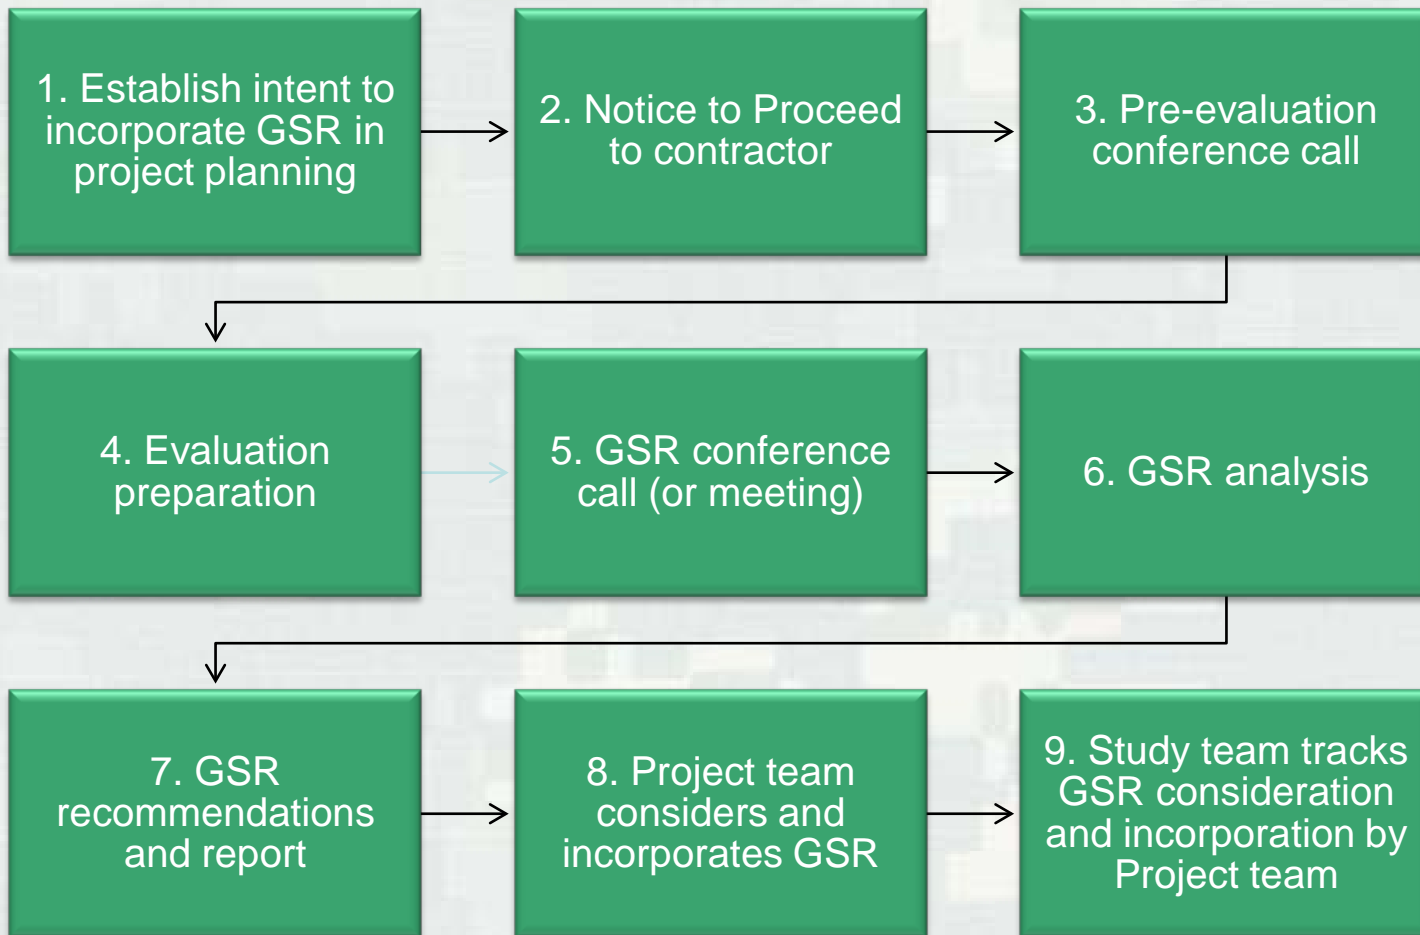 1. Establish intent to
incorporate GSR in
project planning
2. Notice to Proceed
to contractor
3. Pre-evaluation
conference call
4. Evaluation
preparation
5. GSR conference
call (or meeting)
6. GSR analysis
7. GSR
recommendations
and report
8. Project team
considers and
incorporates GSR
9. Study team tracks
GSR consideration
and incorporation by
Project team